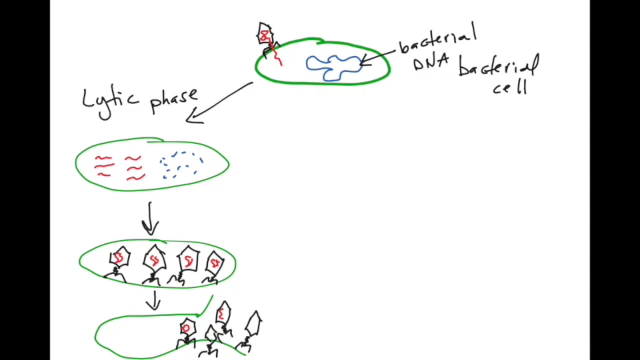 bacterial
DNA
bacterial
cell
Lytic phase